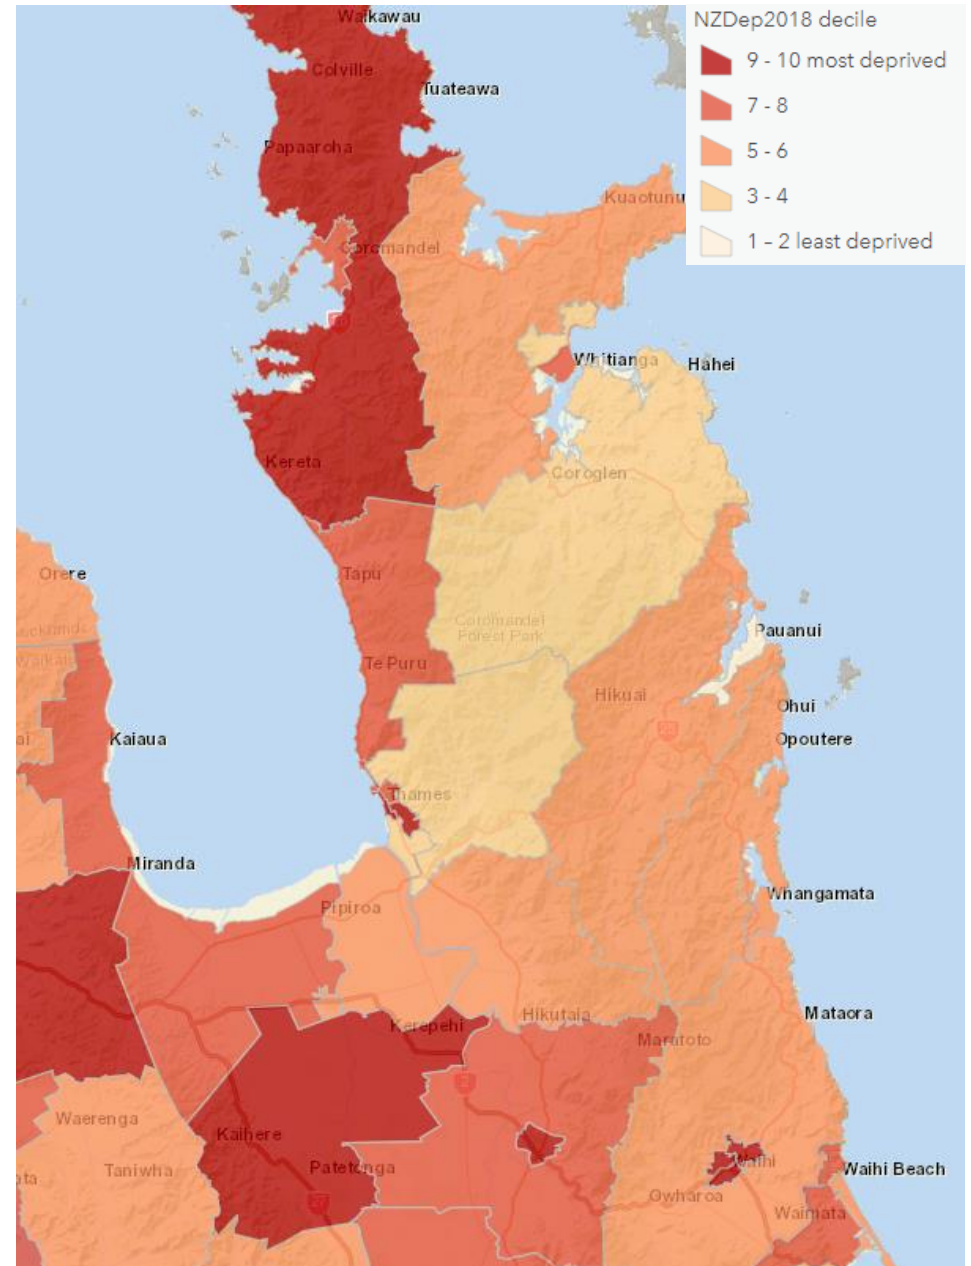 NZDep2018 decile
9 - 10 most deprived
7 - 8
5 - 6
3 - 4
1 - 2 least deprived
Waikawau
Colville
Tuateawa
Papaaroha
Kuaotunu
Coromandel
Whitianga
Hahei
Kereta
Coroglen
Orere
Tapu
Coromandel
Forest Park
Pauanui
Te Puru
Hikuai
Ohui
Kaiaua
Opoutere
Thames
Miranda
Whangamata
Pipiroa
Hikutaia
Mataora
Kerepehi
Maratoto
Waerenga
Kaihere
Patetonga
Taniwha
Waihi
Waihi Beach
Owharoa
Waimata